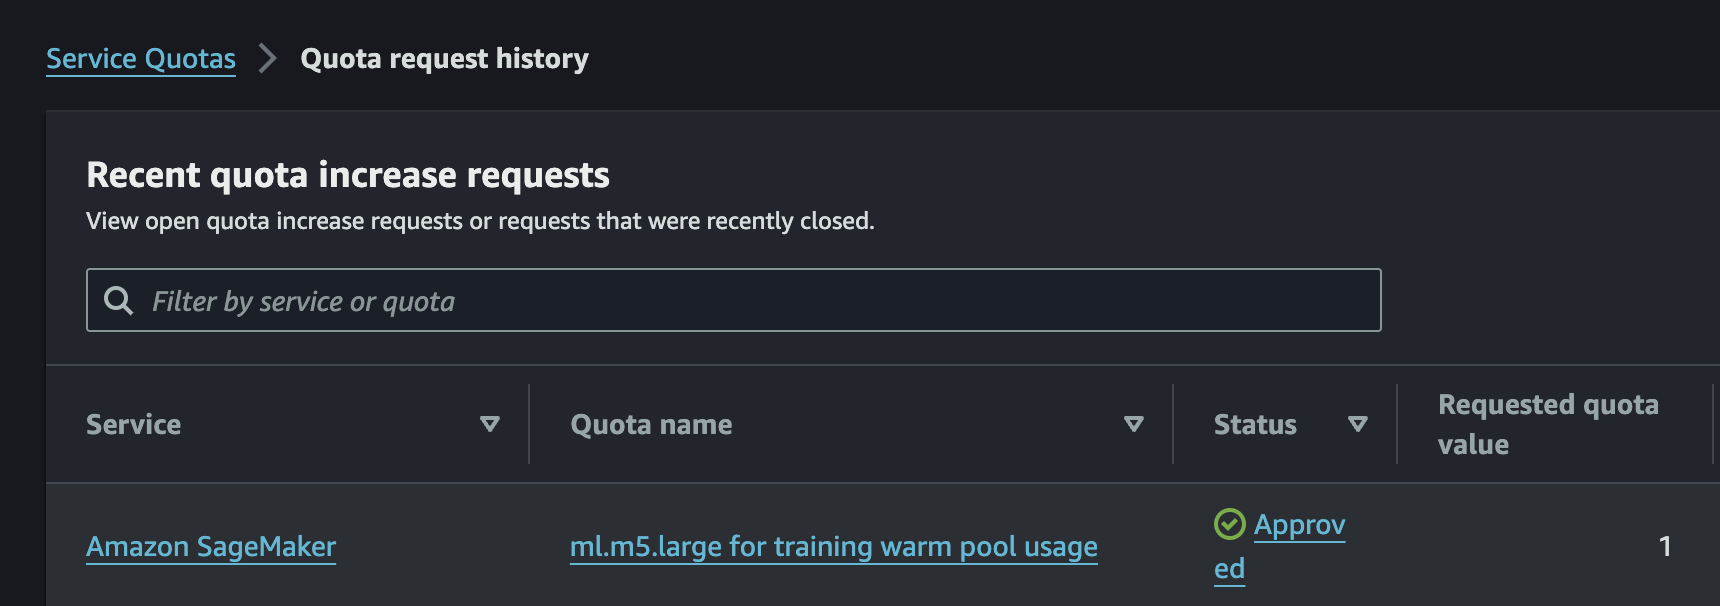 Service Quotas > Quota request history
Recent quota increase requests
View open quota increase requests or requests that were recently closed.
Filter by service or quota
Service Quota name Status Requested quota
value
Amazon SageMaker ml.m5.large for training warm pool usage Approv
ed 1